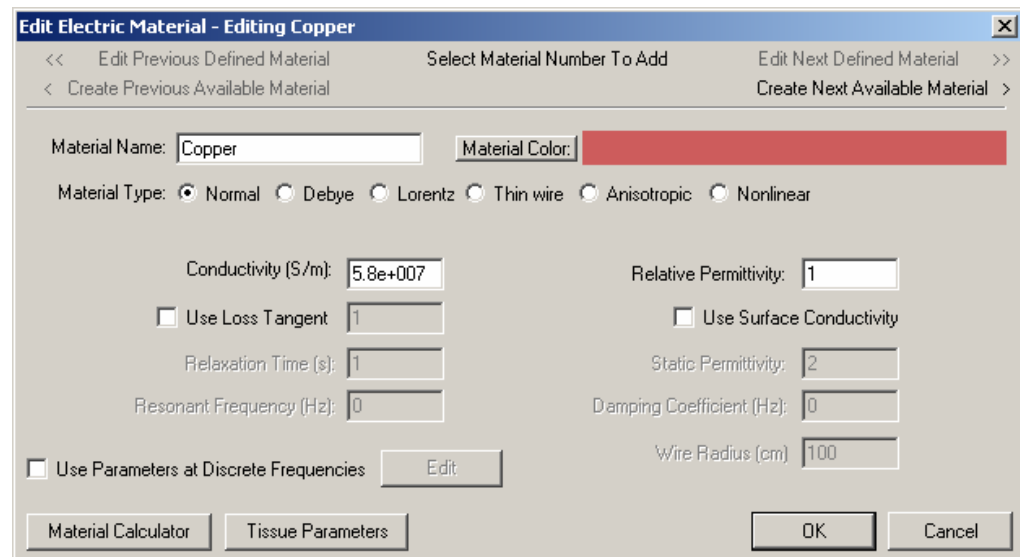 Edit Electric Material - Editing Copper
<< Edit Previous Defined Material Select Material Number To Add Edit Next Defined Material >>
< Create Previous Available Material Create Next Available Material >
Material Name: Copper Material Color:
Material Type: Normal Debye Lorentz Thin wire Anisotropic Nonlinear
Conductivity (S/m): 5.8e+007 Relative Permittivity: 1
Use Loss Tangent 1 Use Surface Conductivity
Relaxation Time (s): 1 Static Permittivity: 2
Resonant Frequency (Hz): 0 Damping Coefficient (Hz): 0
Wire Radius (cm) 100
Use Parameters at Discrete Frequencies Edit
Material Calculator Tissue Parameters OK Cancel